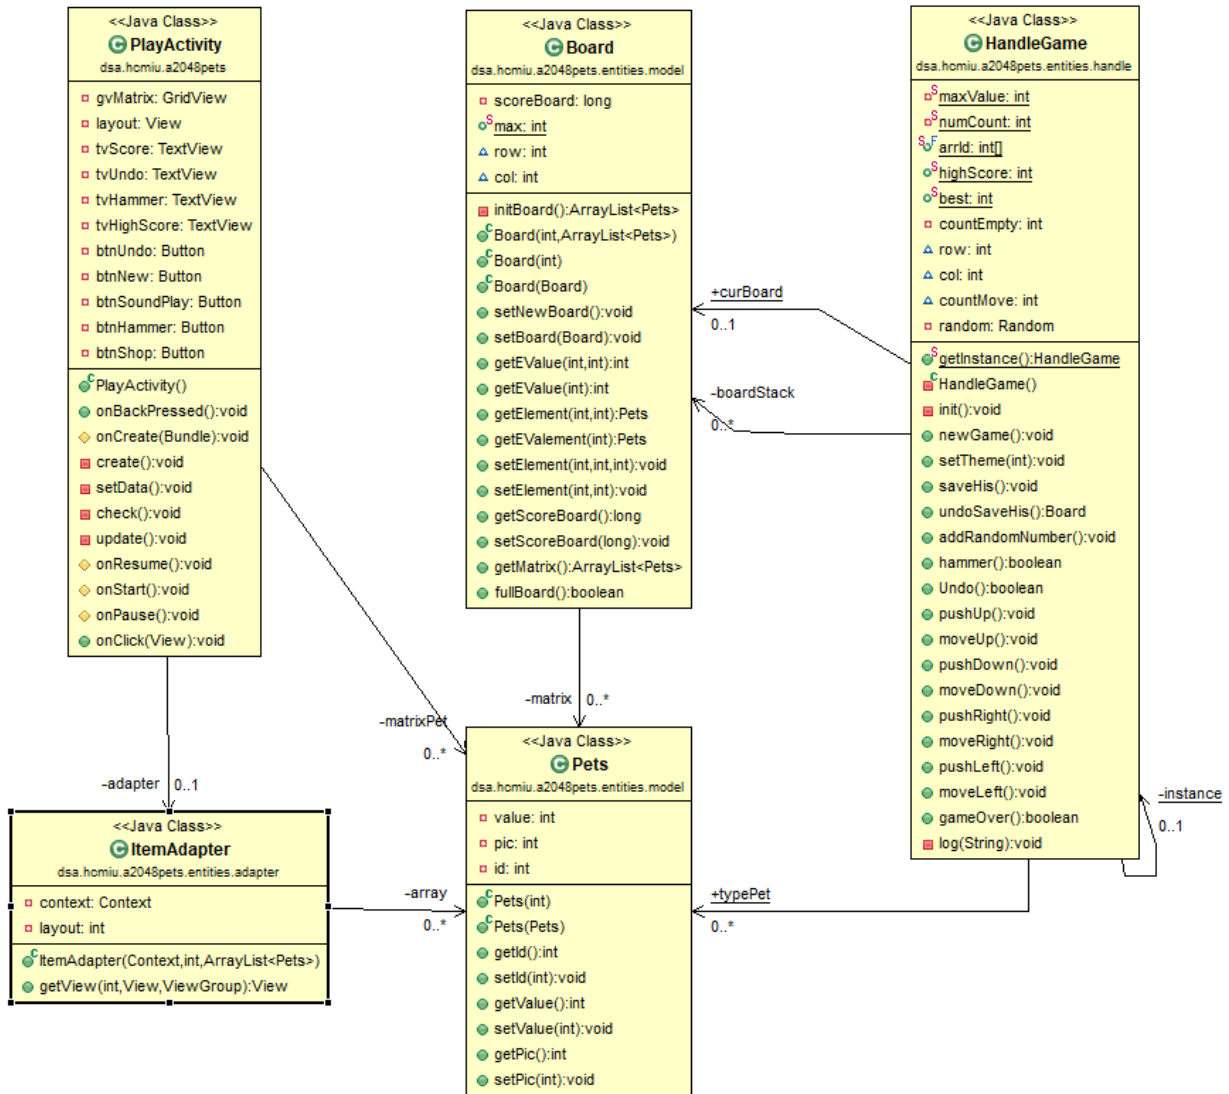 <<Java Class>>
PlayActivity
dsa.hcmiu.a2048pets
gvMatrix: GridView
layout: View
tvScore: TextView
tvUndo: TextView
tvHammer: TextView
tvHighScore: TextView
btnUndo: Button
btnNew: Button
btnSoundPlay: Button
btnHammer: Button
btnShop: Button
PlayActivity()
onBackPressed():void
onCreate(Bundle):void
create():void
setData():void
check():void
update():void
onResume():void
onStart():void
onPause():void
onClick(View):void
<<Java Class>>
Board
dsa.hcmiu.a2048pets.entities.model
scoreBoard: long
max: int
row: int
col: int
initBoard():ArrayList<Pets>
Board(int,ArrayList<Pets>)
Board(int)
Board(Board)
setNewBoard():void
setBoard(Board):void
getEValue(int,int):int
getEValue(int):int
getElement(int,int):Pets
getEValement(int):Pets
setElement(int,int,int):void
setElement(int,int):void
getScoreBoard():long
setScoreBoard(long):void
getMatrix():ArrayList<Pets>
fullBoard():boolean
<<Java Class>>
HandleGame
dsa.hcmiu.a2048pets.entities.handle
maxValue: int
numCount: int
arrId: int[]
highScore: int
best: int
countEmpty: int
row: int
col: int
countMove: int
random: Random
getInstance():HandleGame
HandleGame()
init():void
newGame():void
setTheme(int):void
saveHis():void
undoSaveHis():Board
addRandomNumber():void
hammer():boolean
Undo():boolean
pushUp():void
moveUp():void
pushDown():void
moveDown():void
pushRight():void
moveRight():void
pushLeft():void
moveLeft():void
gameOver():boolean
log(String):void
+curBoard
0..1
-boardStack
0..*
-matrix 0..*
-matrixPet
0..*
-adapter 0..1
-instance
0..1
<<Java Class>>
ItemAdapter
dsa.hcmiu.a2048pets.entities.adapter
context: Context
layout: int
ItemAdapter(Context,int,ArrayList<Pets>)
getView(int,View,ViewGroup):View
-array
0..*
<<Java Class>>
Pets
dsa.hcmiu.a2048pets.entities.model
value: int
pic: int
id: int
Pets(int)
Pets(Pets)
getId():int
setId(int):void
getValue():int
setValue(int):void
getPic():int
setPic(int):void
+typePet
0..*